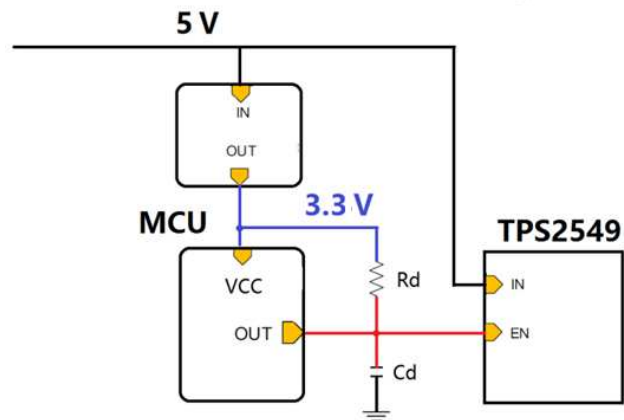 5 V
IN
OUT
3.3 V
MCU
TPS2549
VCC
Rd
IN
OUT
EN
Cd